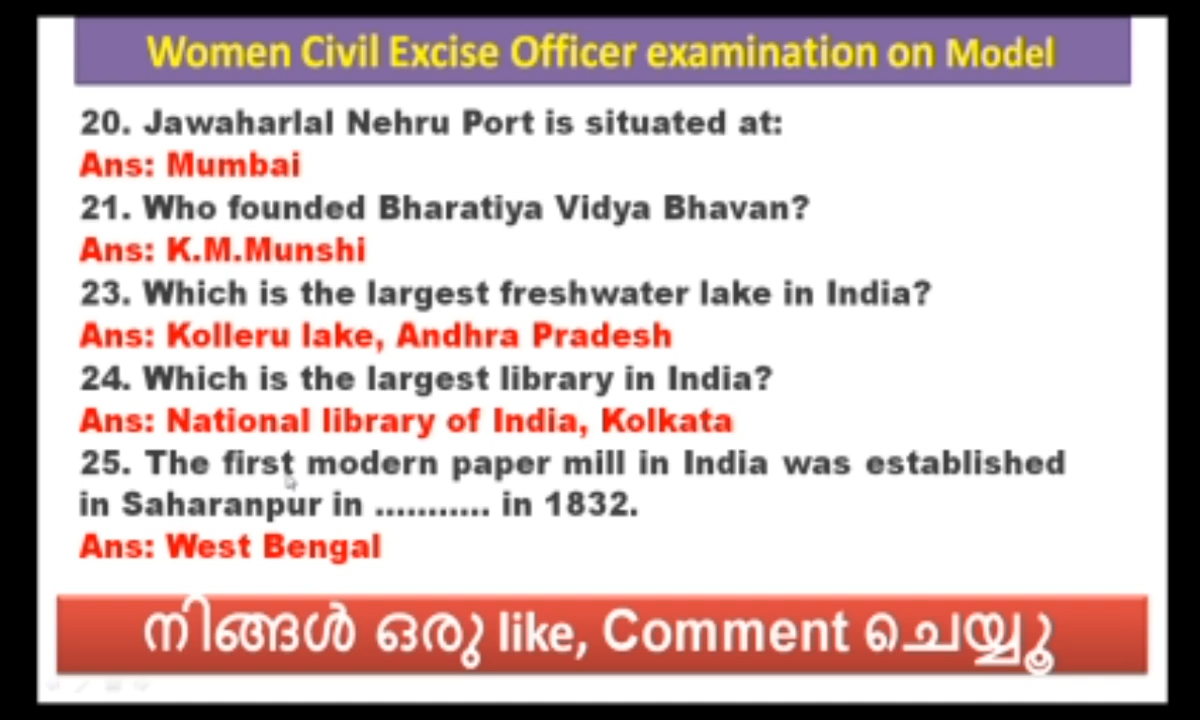 Women Civil Excise Officer examination on Model
20. Jawaharlal Nehru Port is situated at:
Ans: Mumbai
21. Who founded Bharatiya Vidya Bhavan?
Ans: K.M.Munshi
23. Which is the largest freshwater lake in India?
Ans: Kolleru lake, Andhra Pradesh
24. Which is the largest library in India?
Ans: National library of India, Kolkata
25. The first modern paper mill in India was established
in Saharanpur in ........... in 1832.
Ans: West Bengal
നിങ്ങൾ ഒരു like, Comment ചെയ്യൂ